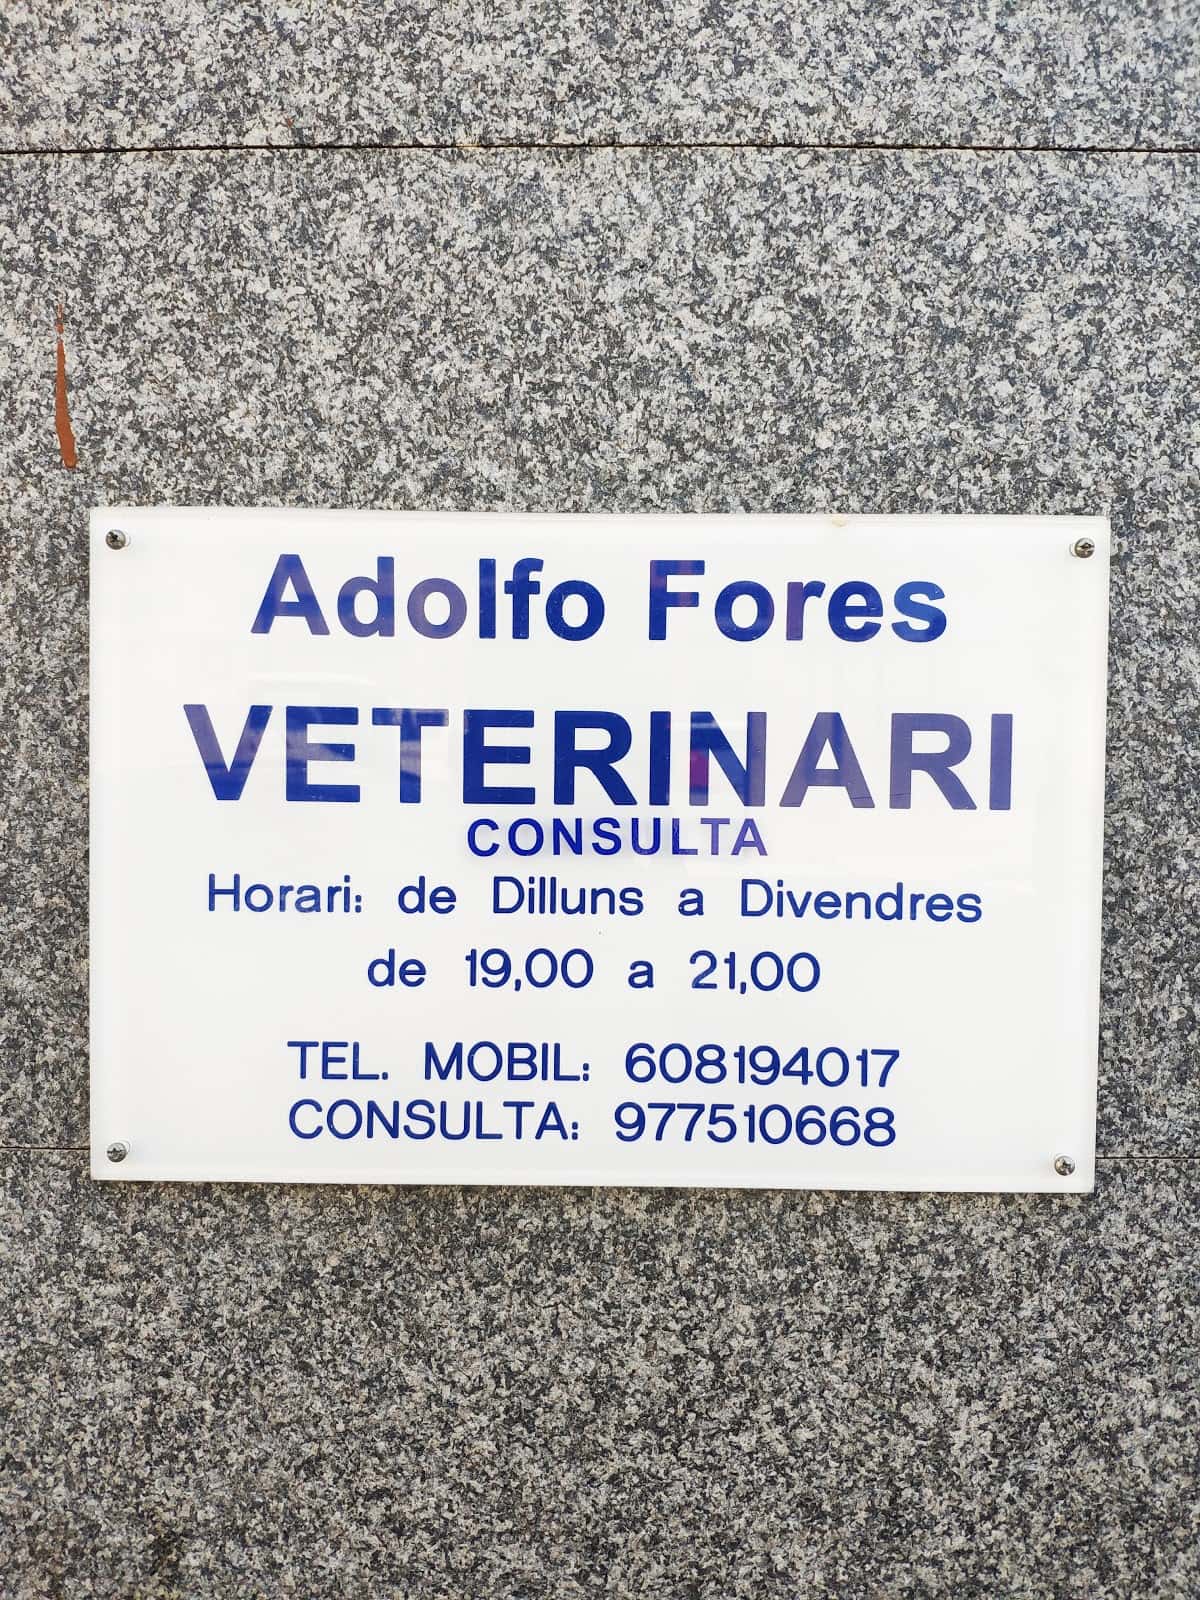 Adolfo Fores
VETERINARI
CONSULTA
Horari: de Dilluns a Divendres
de 19,00 a 21,00
TEL. MOBIL: 608194017
CONSULTA: 977510668